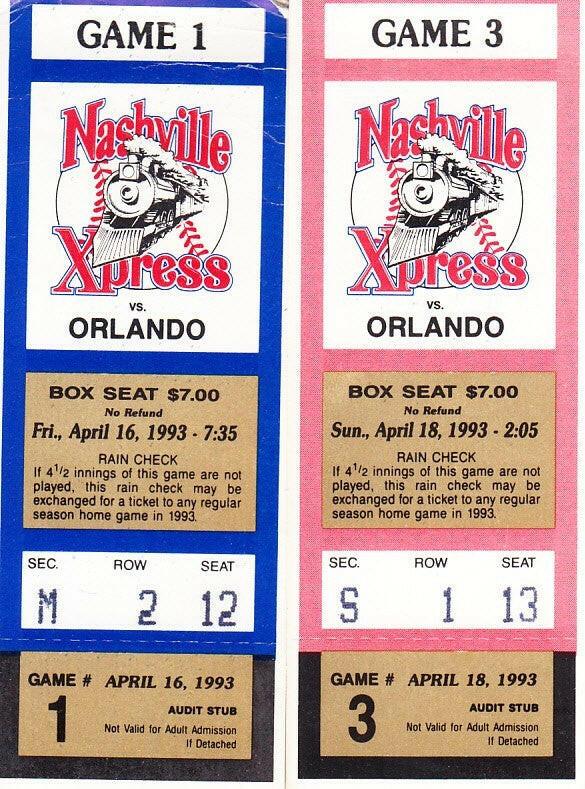 GAME 1
Nashville
Xpress
VS.
ORLANDO
BOX SEAT $7.00
No Refund
Fri., April 16, 1993 - 7:35
RAIN CHECK
If 4 1/2 innings of this game are not
played, this rain check may be
exchanged for a ticket to any regular
season home game in 1993.
SEC. ROW SEAT
M 2 12
GAME # APRIL 16, 1993
1
AUDIT STUB
Not Valid for Adult Admission
If Detached
GAME 3
Nashville
Xpress
VS.
ORLANDO
BOX SEAT $7.00
No Refund
Sun., April 18, 1993 - 2:05
RAIN CHECK
If 4 1/2 innings of this game are not
played, this rain check may be
exchanged for a ticket to any regular
season home game in 1993.
SEC. ROW SEAT
S 1 13
GAME # APRIL 18, 1993
3
AUDIT STUB
Not Valid for Adult Admission
If Detached